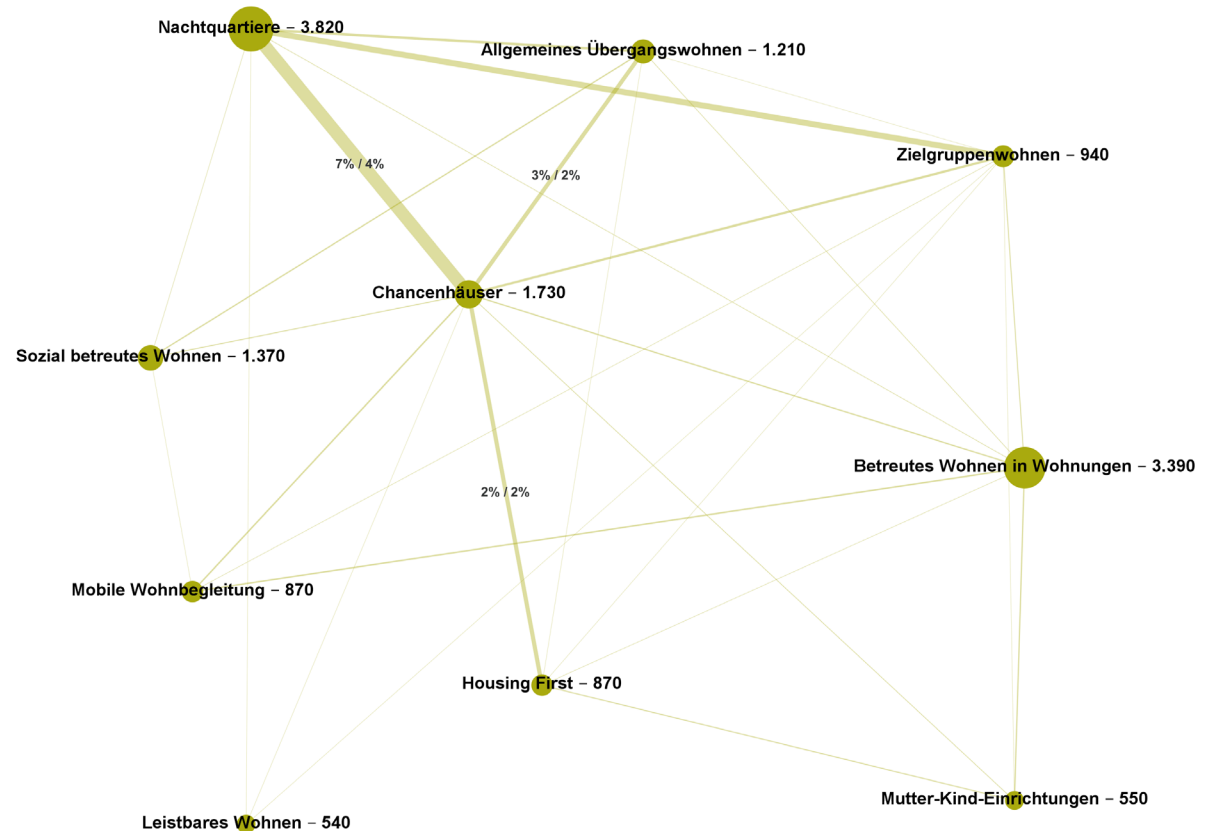 Nachtquartiere – 3.820
Allgemeines Übergangswohnen – 1.210
Zielgruppenwohnen – 940
7% / 4%
3% / 2%
Chancenhäuser – 1.730
Sozial betreutes Wohnen – 1.370
Betreutes Wohnen in Wohnungen – 3.390
2% / 2%
Mobile Wohnbegleitung – 870
Housing First – 870
Mutter-Kind-Einrichtungen – 550
Leistbares Wohnen – 540